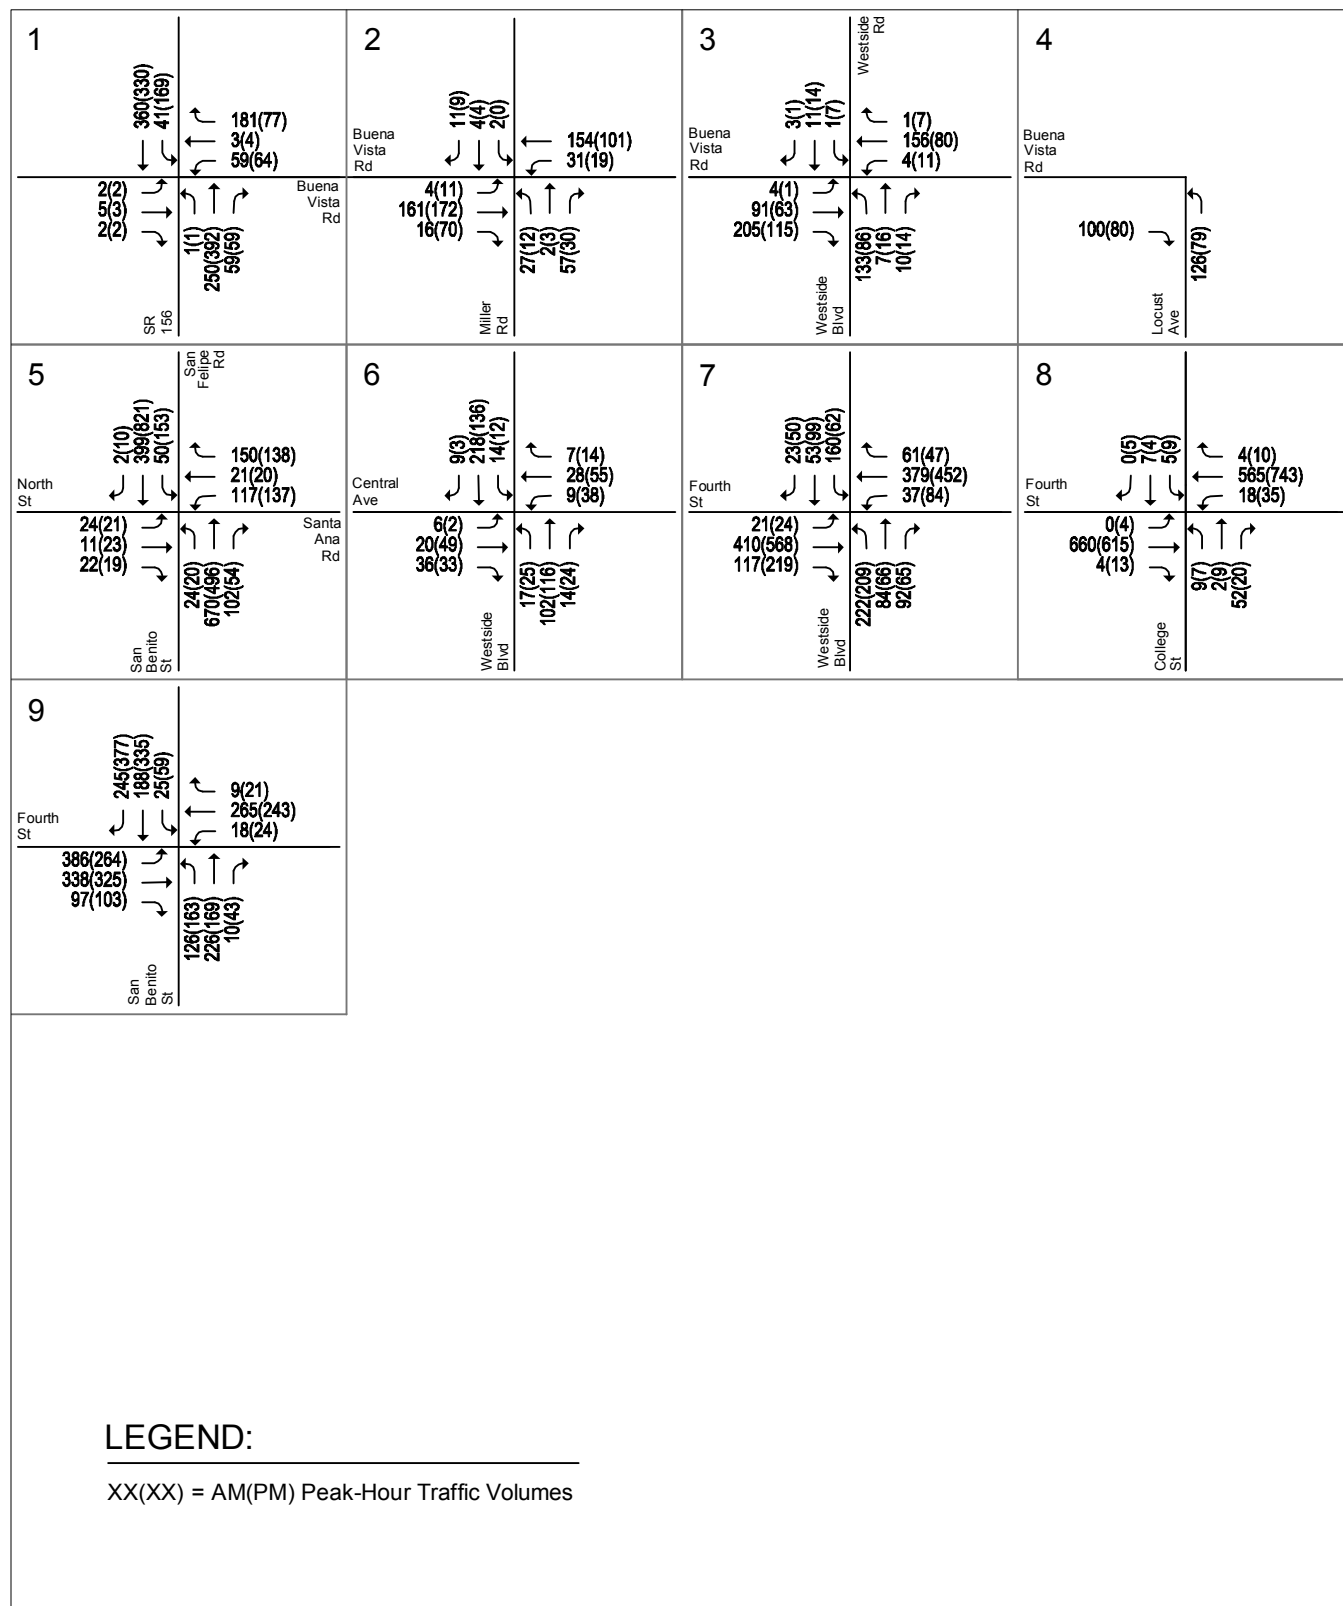 1
360(330)
41(169)
181(77)
3(4)
59(64)
2(2)
5(3)
2(2)
Buena
Vista
Rd
1(1)
250(392)
59(59)
SR
156
2
11(9)
4(4)
2(0)
Buena
Vista
Rd
154(101)
31(19)
4(11)
161(172)
16(70)
27(12)
2(3)
57(30)
Miller
Rd
3
Westside
Rd
3(1)
11(14)
1(7)
Buena
Vista
Rd
1(7)
156(80)
4(11)
4(1)
91(63)
205(115)
133(86)
7(16)
10(14)
Westside
Blvd
4
Buena
Vista
Rd
100(80)
126(79)
Locust
Ave
5
San
Felipe
Rd
2(10)
399(821)
50(153)
150(138)
21(20)
117(137)
North
St
24(21)
11(23)
22(19)
Santa
Ana
Rd
24(20)
670(496)
102(54)
San
Benito
St
6
9(3)
218(136)
14(12)
7(14)
28(55)
9(38)
Central
Ave
6(2)
20(49)
36(33)
17(25)
102(116)
14(24)
Westside
Blvd
7
23(50)
53(99)
160(62)
61(47)
379(452)
37(84)
Fourth
St
21(24)
410(568)
117(219)
222(209)
84(66)
92(65)
Westside
Blvd
8
0(5)
7(4)
5(9)
4(10)
565(743)
18(35)
Fourth
St
0(4)
660(615)
4(13)
9(7)
2(9)
52(20)
College
St
9
245(377)
188(335)
25(59)
9(21)
265(243)
18(24)
Fourth
St
386(264)
338(325)
97(103)
126(163)
226(169)
10(43)
San
Benito
St
LEGEND:
XX(XX) = AM(PM) Peak-Hour Traffic Volumes